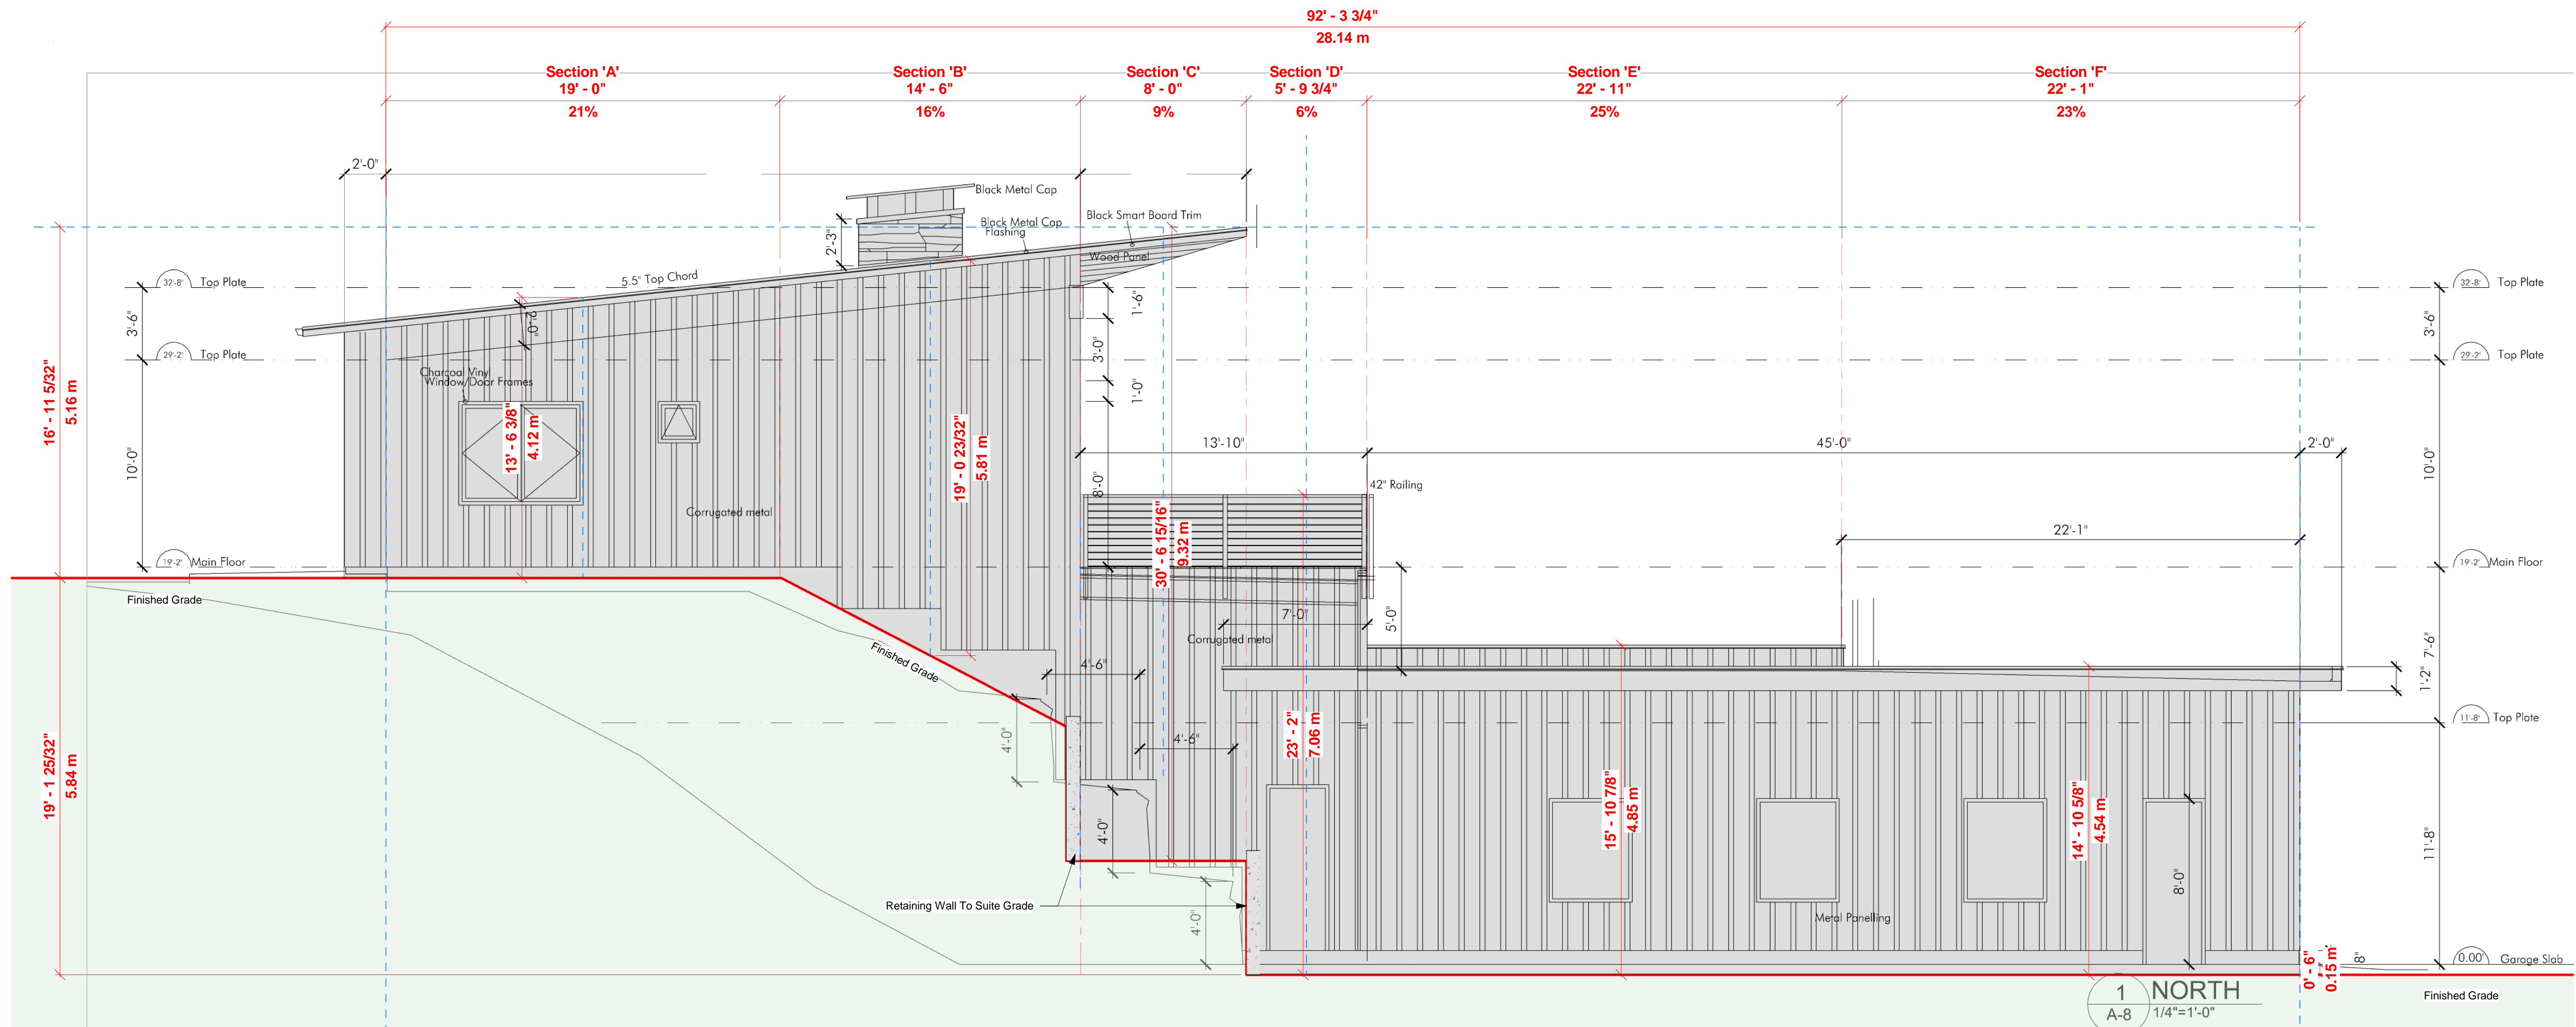 92' - 3 3/4"
28.14 m
Section 'A'
19' - 0"
21%
Section 'B'
14' - 6"
16%
Section 'C'
8' - 0"
9%
Section 'D'
5' - 9 3/4"
6%
Section 'E'
22' - 11"
25%
Section 'F'
22' - 1"
23%
2'-0"
Black Metal Cap
Black Metal Cap
Flashing
Black Smart Board Trim
Wood Panel
2'-3"
5.5" Top Chord
32'-8" Top Plate
29'-2" Top Plate
19'-2" Main Floor
3'-6"
10'-0"
16' - 11 5/32"
5.16 m
19' - 1 25/32"
5.84 m
2'-0"
Charcoal Vinyl
Window/Door Frames
13' - 6 3/8"
4.12 m
Corrugated metal
19' - 0 23/32"
5.81 m
1'-6"
3'-0"
1'-0"
8'-0"
30' - 6 15/16"
9.32 m
13'-10"
45'-0"
2'-0"
42" Railing
22'-1"
5'-0"
7'-0"
Corrugated metal
4'-6"
4'-6"
4'-0"
4'-0"
4'-0"
Finished Grade
Finished Grade
Retaining Wall To Suite Grade
23' - 2"
7.06 m
15' - 10 7/8"
4.85 m
14' - 10 5/8"
4.54 m
8'-0"
Metal Panelling
32'-8" Top Plate
29'-2" Top Plate
19'-2" Main Floor
11'-8" Top Plate
0.00" Garage Slab
3'-6"
10'-0"
7'-6"
1'-2"
11'-8"
0' - 6"
0.15 m
8"
Finished Grade
1
A-8
NORTH
1/4"=1'-0"